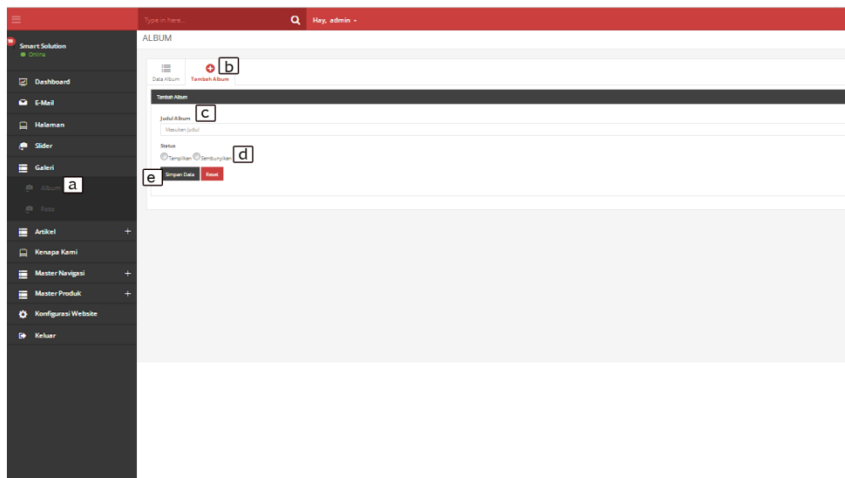 Type in here..
Hay, admin
Smart Solution
Online
ALBUM
Dashboard
E-Mail
Halaman
Slider
Galeri
Album
a
Foto
Artikel
Kenapa Kami
Master Navigasi
Master Produk
Konfigurasi Website
Keluar
b
Data Album
Tambah Album
Tambah Album
Judul Album
c
Masukan Judul
Status
Tampilkan
Sembunyikan
d
e
Simpan Data
Reset